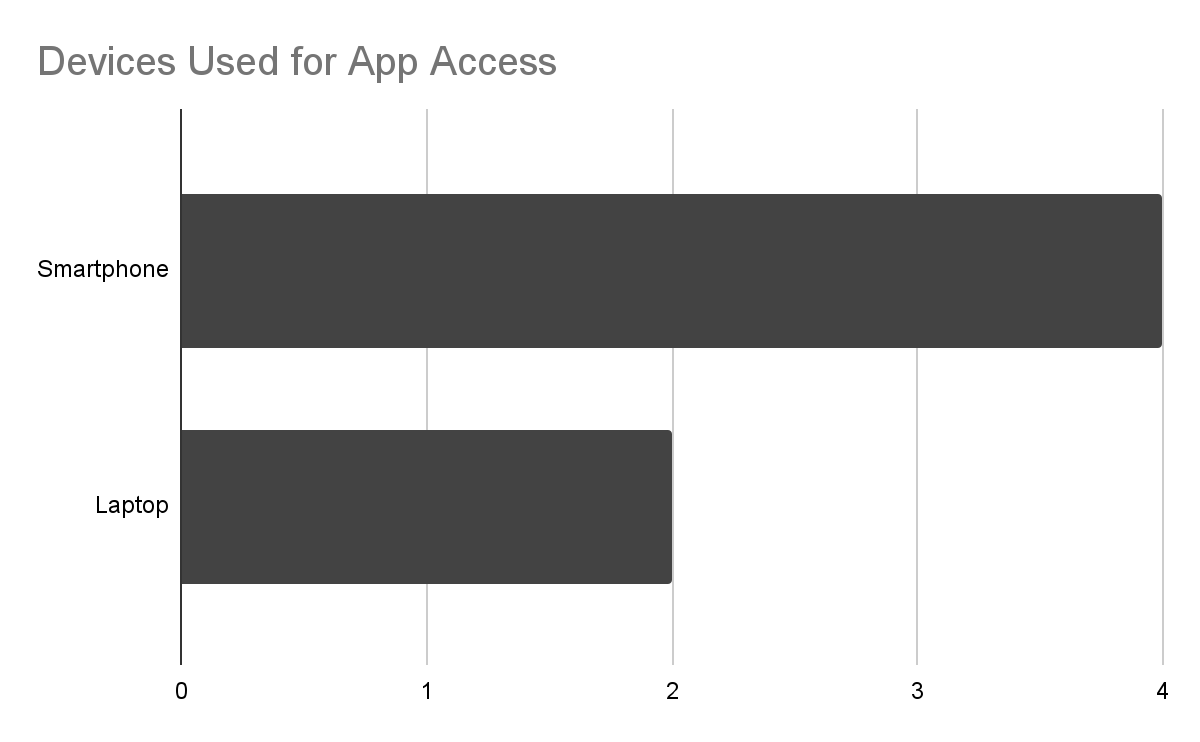 Devices Used for App Access
Smartphone
Laptop
0 1 2 3 4